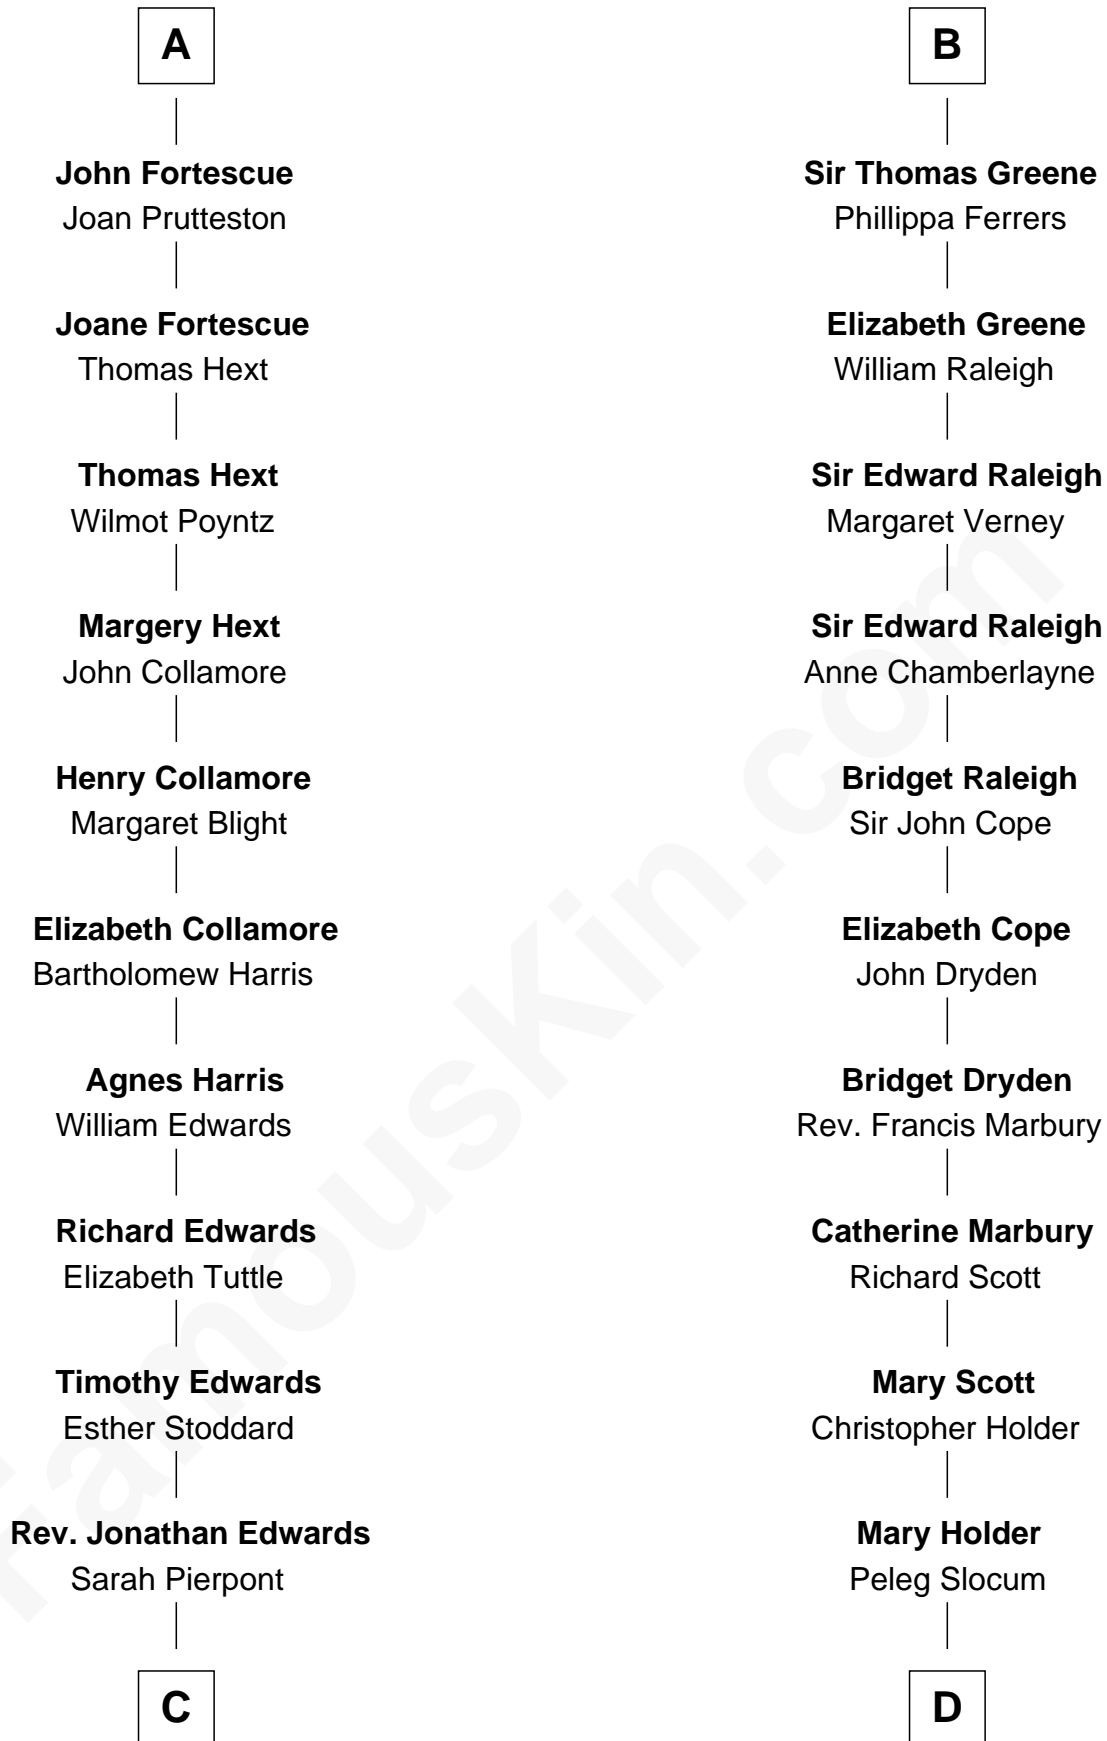 A
John Fortescue
Joan Prutteston
Joane Fortescue
Thomas Hext
Thomas Hext
Wilmot Poyntz
Margery Hext
John Collamore
Henry Collamore
Margaret Blight
Elizabeth Collamore
Bartholomew Harris
Agnes Harris
William Edwards
Richard Edwards
Elizabeth Tuttle
Timothy Edwards
Esther Stoddard
Rev. Jonathan Edwards
Sarah Pierpont
C
B
Sir Thomas Greene
Phillippa Ferrers
Elizabeth Greene
William Raleigh
Sir Edward Raleigh
Margaret Verney
Sir Edward Raleigh
Anne Chamberlayne
Bridget Raleigh
Sir John Cope
Elizabeth Cope
John Dryden
Bridget Dryden
Rev. Francis Marbury
Catherine Marbury
Richard Scott
Mary Scott
Christopher Holder
Mary Holder
Peleg Slocum
D
FamousKin.com